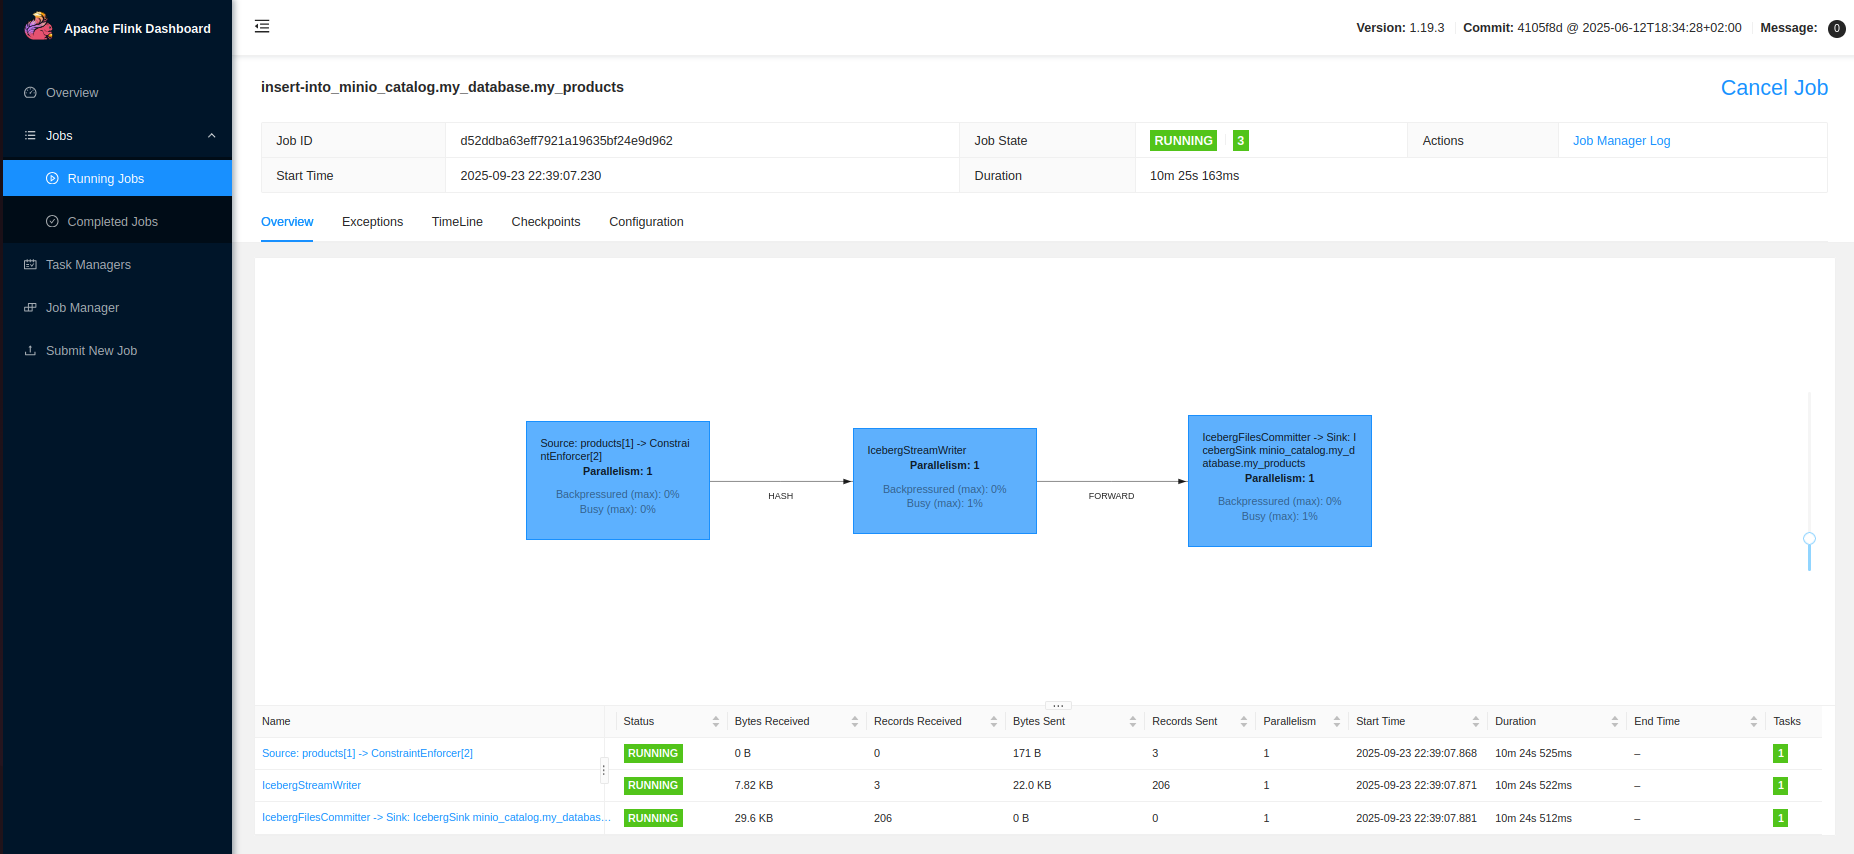 Apache Flink Dashboard
Version: 1.19.3 Commit: 4105f8d @ 2025-06-12T18:34:28+02:00 Message: 0
Overview
Jobs
Running Jobs
Completed Jobs
Task Managers
Job Manager
Submit New Job
insert-into_minio_catalog.my_database.my_products
Cancel Job
Job ID d52ddba63eff7921a19635bf24e9d962 Job State RUNNING 3 Actions Job Manager Log
Start Time 2025-09-23 22:39:07.230 Duration 10m 25s 163ms
Overview Exceptions TimeLine Checkpoints Configuration
Source: products[1] -> Constrai
ntEnforcer[2]
Parallelism: 1
Backpressured (max): 0%
Busy (max): 0%
HASH
IcebergStreamWriter
Parallelism: 1
Backpressured (max): 0%
Busy (max): 1%
FORWARD
IcebergFilesCommitter -> Sink: I
cebergSink minio_catalog.my_d
atabase.my_products
Parallelism: 1
Backpressured (max): 0%
Busy (max): 1%
Name Status Bytes Received Records Received Bytes Sent Records Sent Parallelism Start Time Duration End Time Tasks
Source: products[1] -> ConstraintEnforcer[2] RUNNING 0 B 0 171 B 3 1 2025-09-23 22:39:07.868 10m 24s 525ms – 1
IcebergStreamWriter RUNNING 7.82 KB 3 22.0 KB 206 1 2025-09-23 22:39:07.871 10m 24s 522ms – 1
IcebergFilesCommitter -> Sink: IcebergSink minio_catalog.my_databas... RUNNING 29.6 KB 206 0 B 0 1 2025-09-23 22:39:07.881 10m 24s 512ms – 1